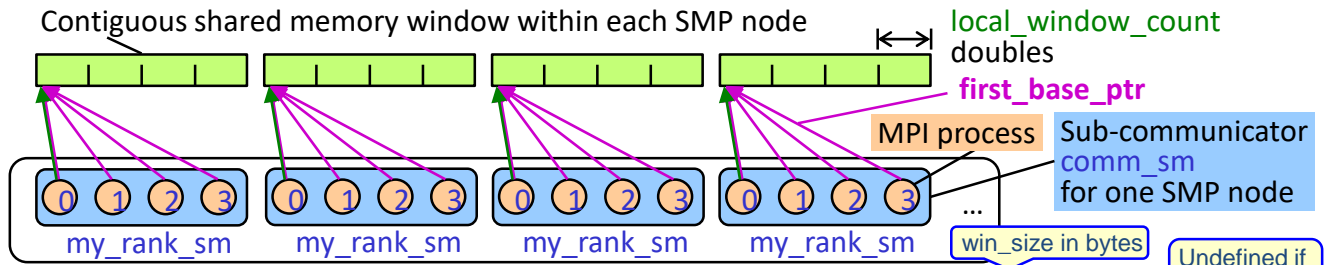 Contiguous shared memory window within each SMP node
local_window_count
doubles
first_base_ptr
MPI process
Sub-communicator
comm_sm
for one SMP node
0 1 2 3 0 1 2 3 0 1 2 3 0 1 2 3 ...
my_rank_sm my_rank_sm my_rank_sm my_rank_sm
win_size in bytes
Undefined if